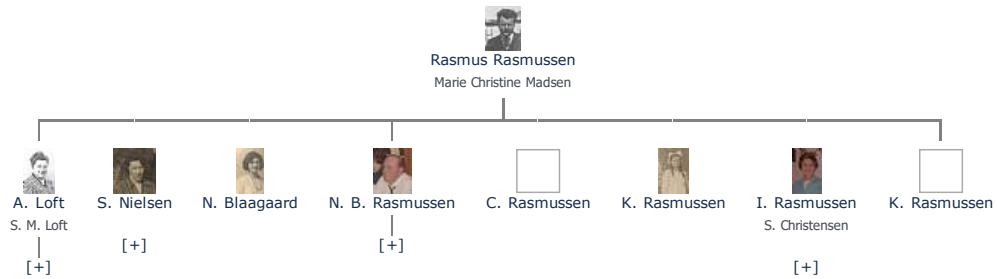 Rasmus Rasmussen
Marie Christine Madsen
A. Loft
S. Nielsen
N. Blaagaard
N. B. Rasmussen
C. Rasmussen
K. Rasmussen
I. Rasmussen
K. Rasmussen
S. M. Loft
S. Christensen
[+]
[+]
[+]
[+]